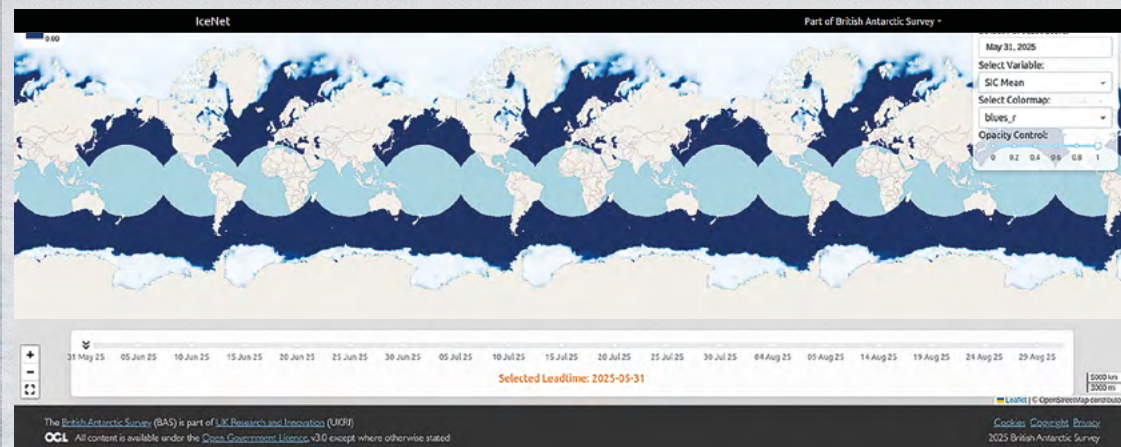 IceNet
Part of British Antarctic Survey
0.00
May 31, 2025
Select Variable:
SIC Mean
Select Colormap:
blues_r
Opacity Control:
0 0.2 0.4 0.6 0.8 1
+
−
31 May 25 05 Jun 25 10 Jun 25 15 Jun 25 20 Jun 25 25 Jun 25 30 Jun 25 05 Jul 25 10 Jul 25 15 Jul 25 20 Jul 25 25 Jul 25 30 Jul 25 04 Aug 25 09 Aug 25 14 Aug 25 19 Aug 25 24 Aug 25 29 Aug 25
Selected Leadtime: 2025-05-31
5000 km
3000 mi
Leaflet | © OpenStreetMap contributo
The British Antarctic Survey (BAS) is part of UK Research and Innovation (UKRI)
OGL All content is available under the Open Government Licence, v3.0 except where otherwise stated
Cookies Copyright Privacy
2025 British Antarctic Survey